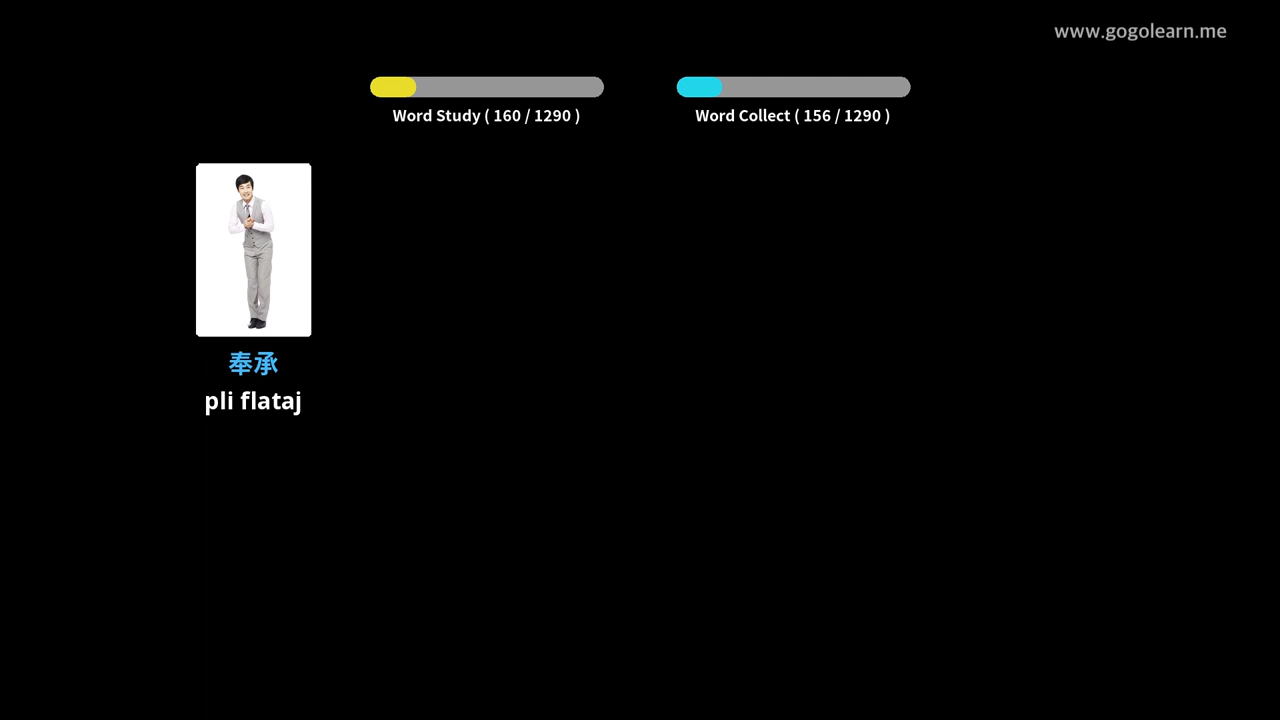 www.gogolearn.me
Word Study ( 160 / 1290 )
Word Collect ( 156 / 1290 )
奉承
pli flataj